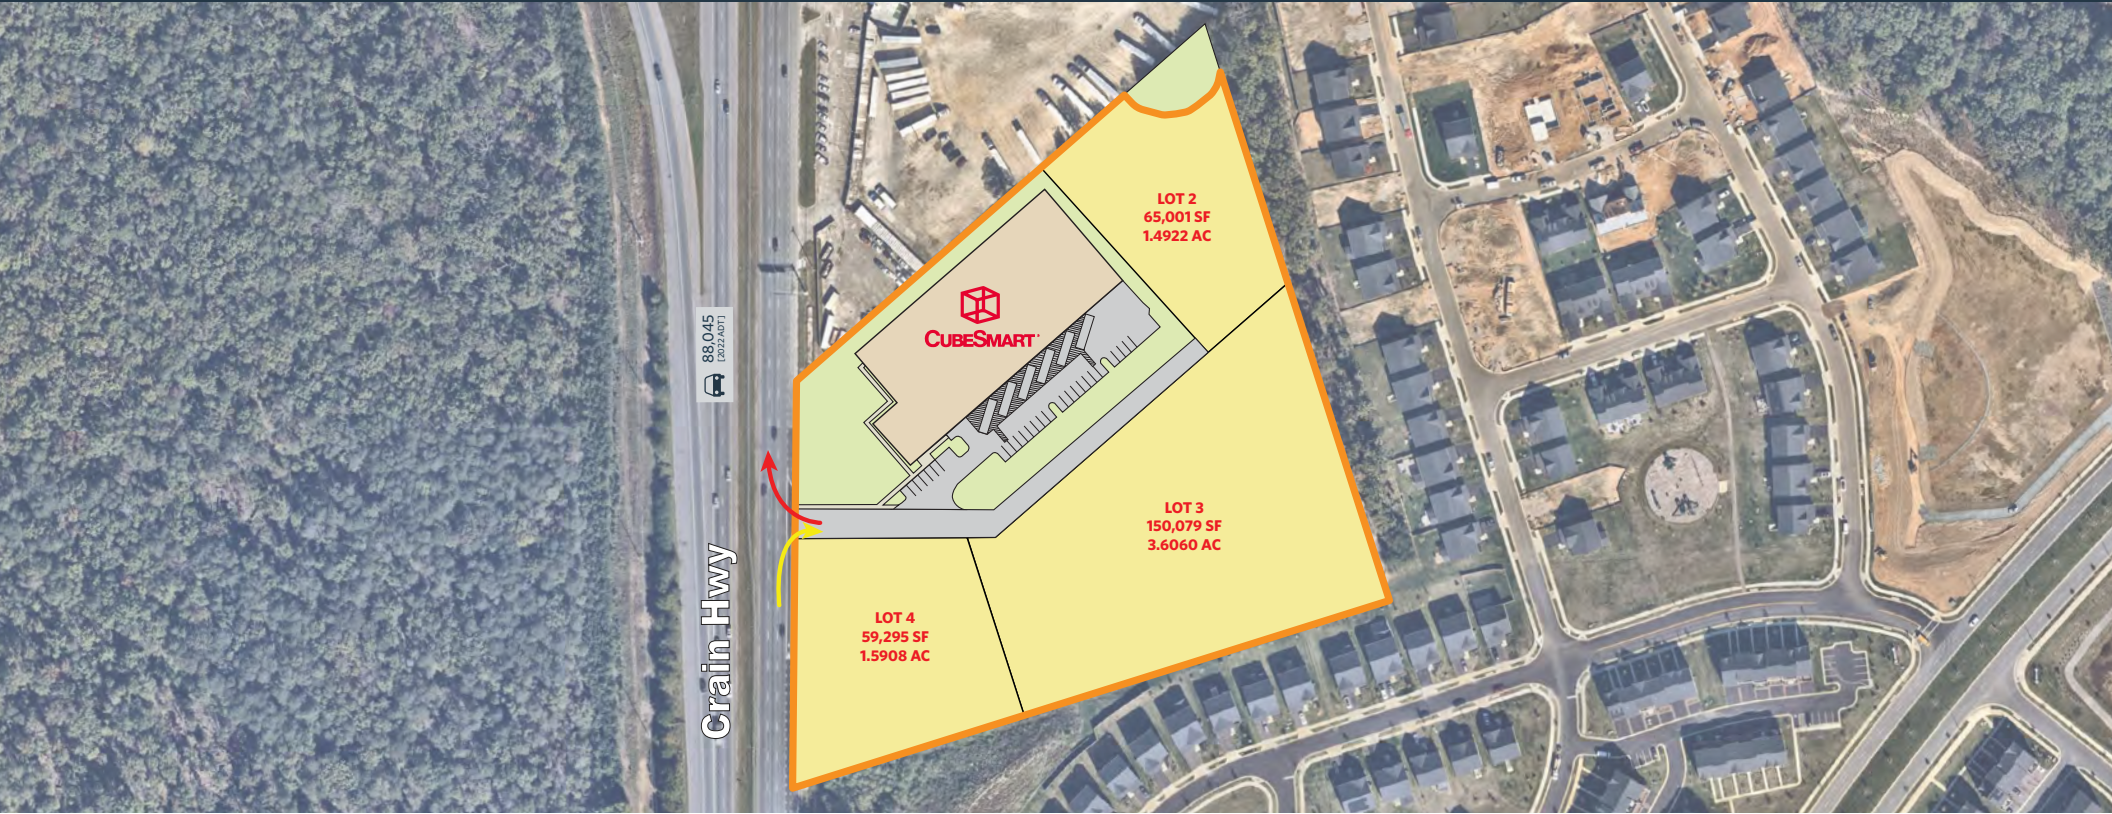 LOT 2
65,001 SF
1.4922 AC
CUBESMART
88,045
[2022 ADT]
LOT 3
150,079 SF
3.6060 AC
Crain Hwy
LOT 4
59,295 SF
1.5908 AC